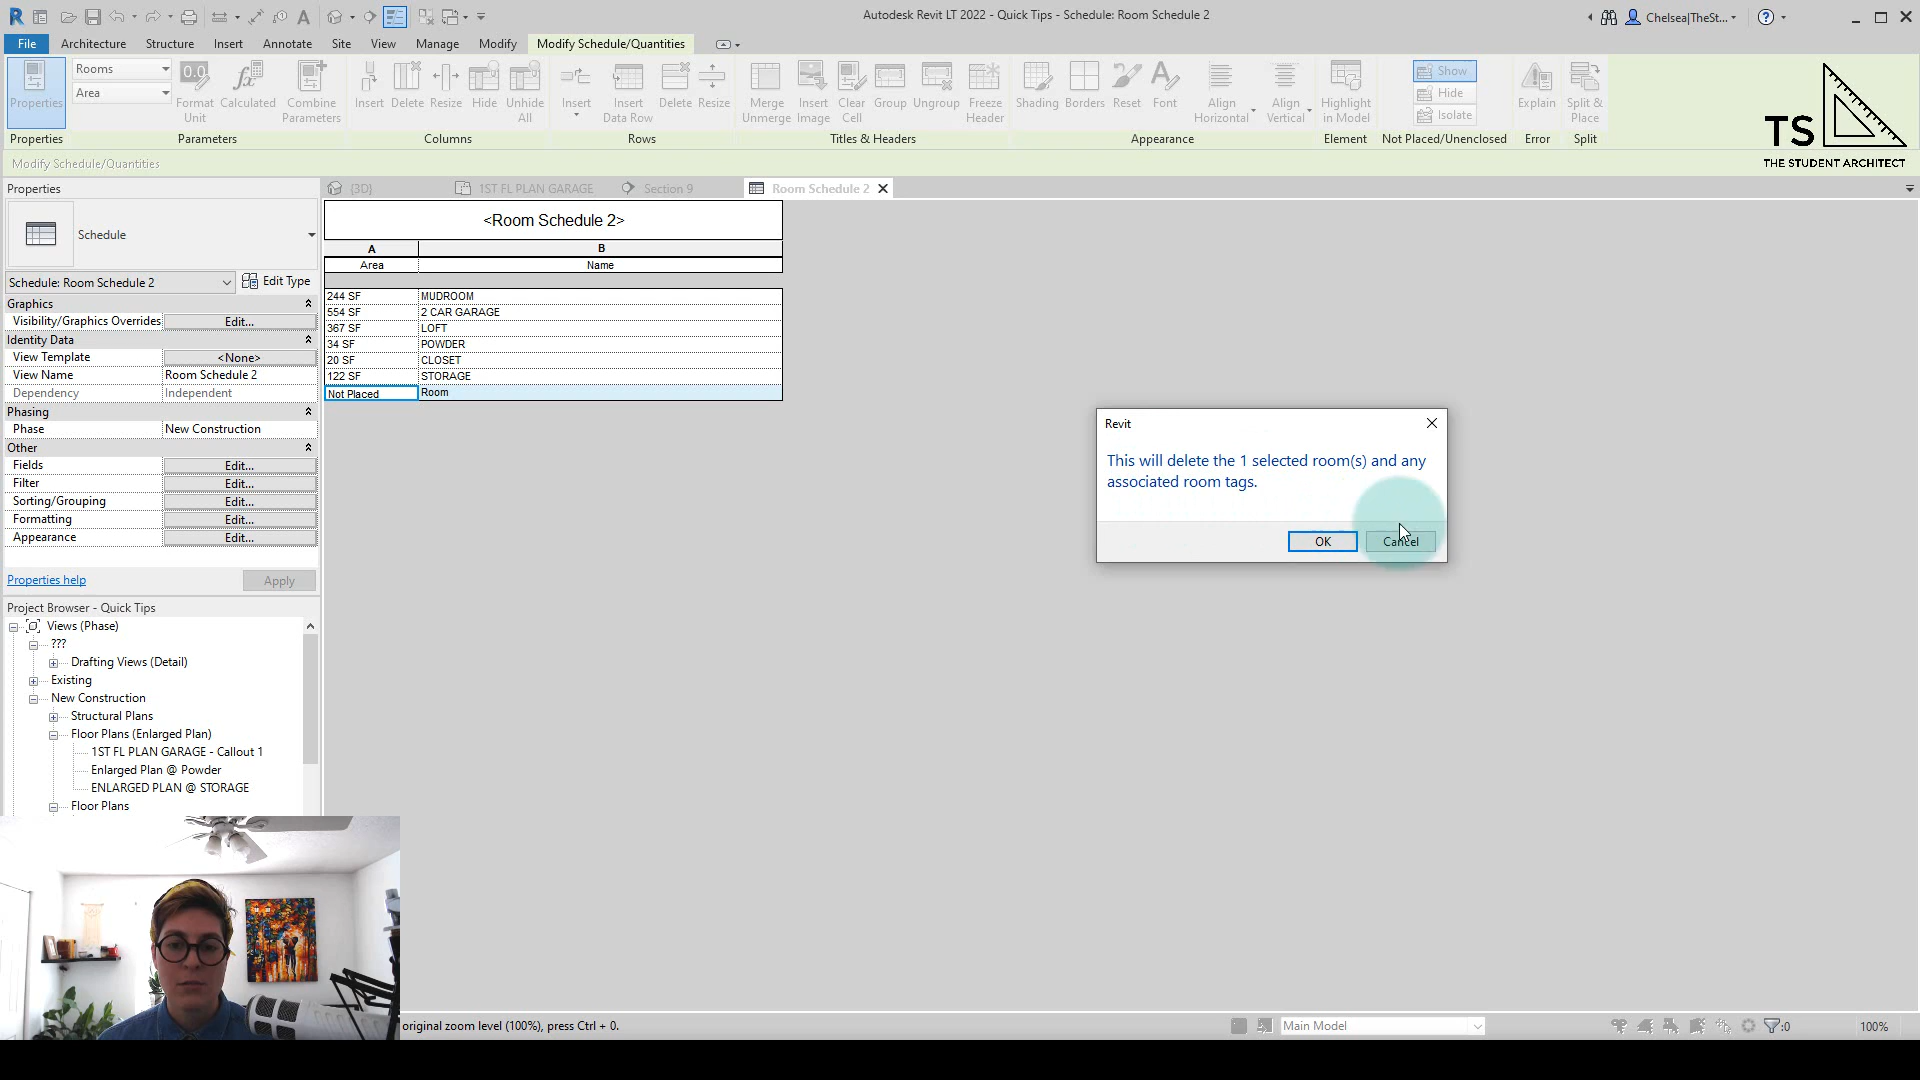 Autodesk Revit LT 2022 - Quick Tips - Schedule: Room Schedule 2
Chelsea|TheSt...
File Architecture Structure Insert Annotate Site View Manage Modify Modify Schedule/Quantities
Properties
Rooms
Area
Format Unit
Calculated
Combine Parameters
Insert
Delete
Resize
Hide
Unhide All
Insert
Insert Data Row
Delete
Resize
Merge Unmerge
Insert Image
Clear Cell
Group
Ungroup
Freeze Header
Shading
Borders
Reset
Font
Align Horizontal
Align Vertical
Highlight in Model
Show
Hide
Isolate
Explain
Split & Place
Properties Parameters Columns Rows Titles & Headers Appearance Element Not Placed/Unenclosed Error Split
TS
THE STUDENT ARCHITECT
Modify Schedule/Quantities
Properties
{3D}
1ST FL PLAN GARAGE
Section 9
Room Schedule 2
Schedule
Schedule: Room Schedule 2
Edit Type
Graphics
Visibility/Graphics Overrides Edit...
Identity Data
View Template <None>
View Name Room Schedule 2
Dependency Independent
Phasing
Phase New Construction
Other
Fields Edit...
Filter Edit...
Sorting/Grouping Edit...
Formatting Edit...
Appearance Edit...
Properties help
Apply
<Room Schedule 2>
A B
Area Name
244 SF MUDROOM
554 SF 2 CAR GARAGE
367 SF LOFT
34 SF POWDER
20 SF CLOSET
122 SF STORAGE
Not Placed Room
Revit
This will delete the 1 selected room(s) and any
associated room tags.
OK
Cancel
Project Browser - Quick Tips
Views (Phase)
???
Drafting Views (Detail)
Existing
New Construction
Structural Plans
Floor Plans (Enlarged Plan)
1ST FL PLAN GARAGE - Callout 1
Enlarged Plan @ Powder
ENLARGED PLAN @ STORAGE
Floor Plans
original zoom level (100%), press Ctrl + 0.
Main Model
:0
100%